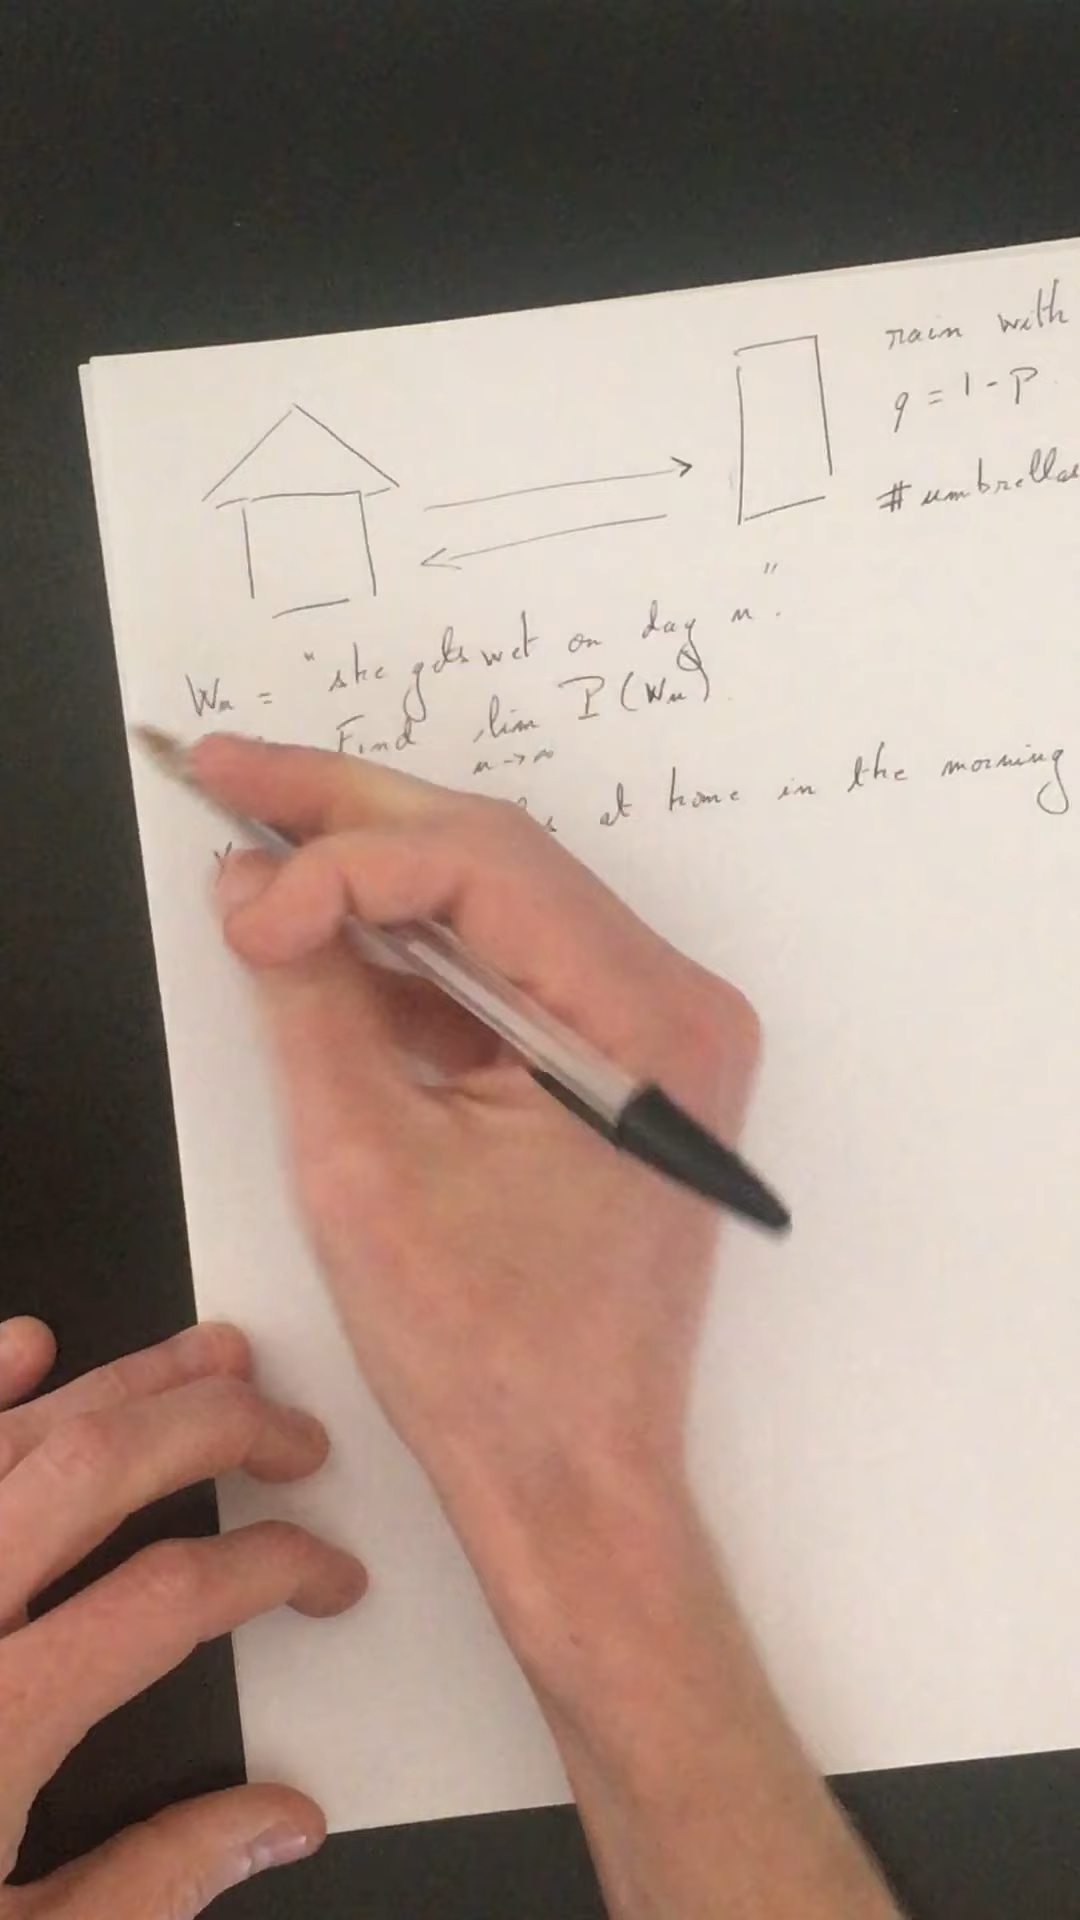 rain with
q = 1 - P
# umbrellas
Wn = "she gets wet on day n".
Find lim P(Wn).
n→∞
at home in the morning